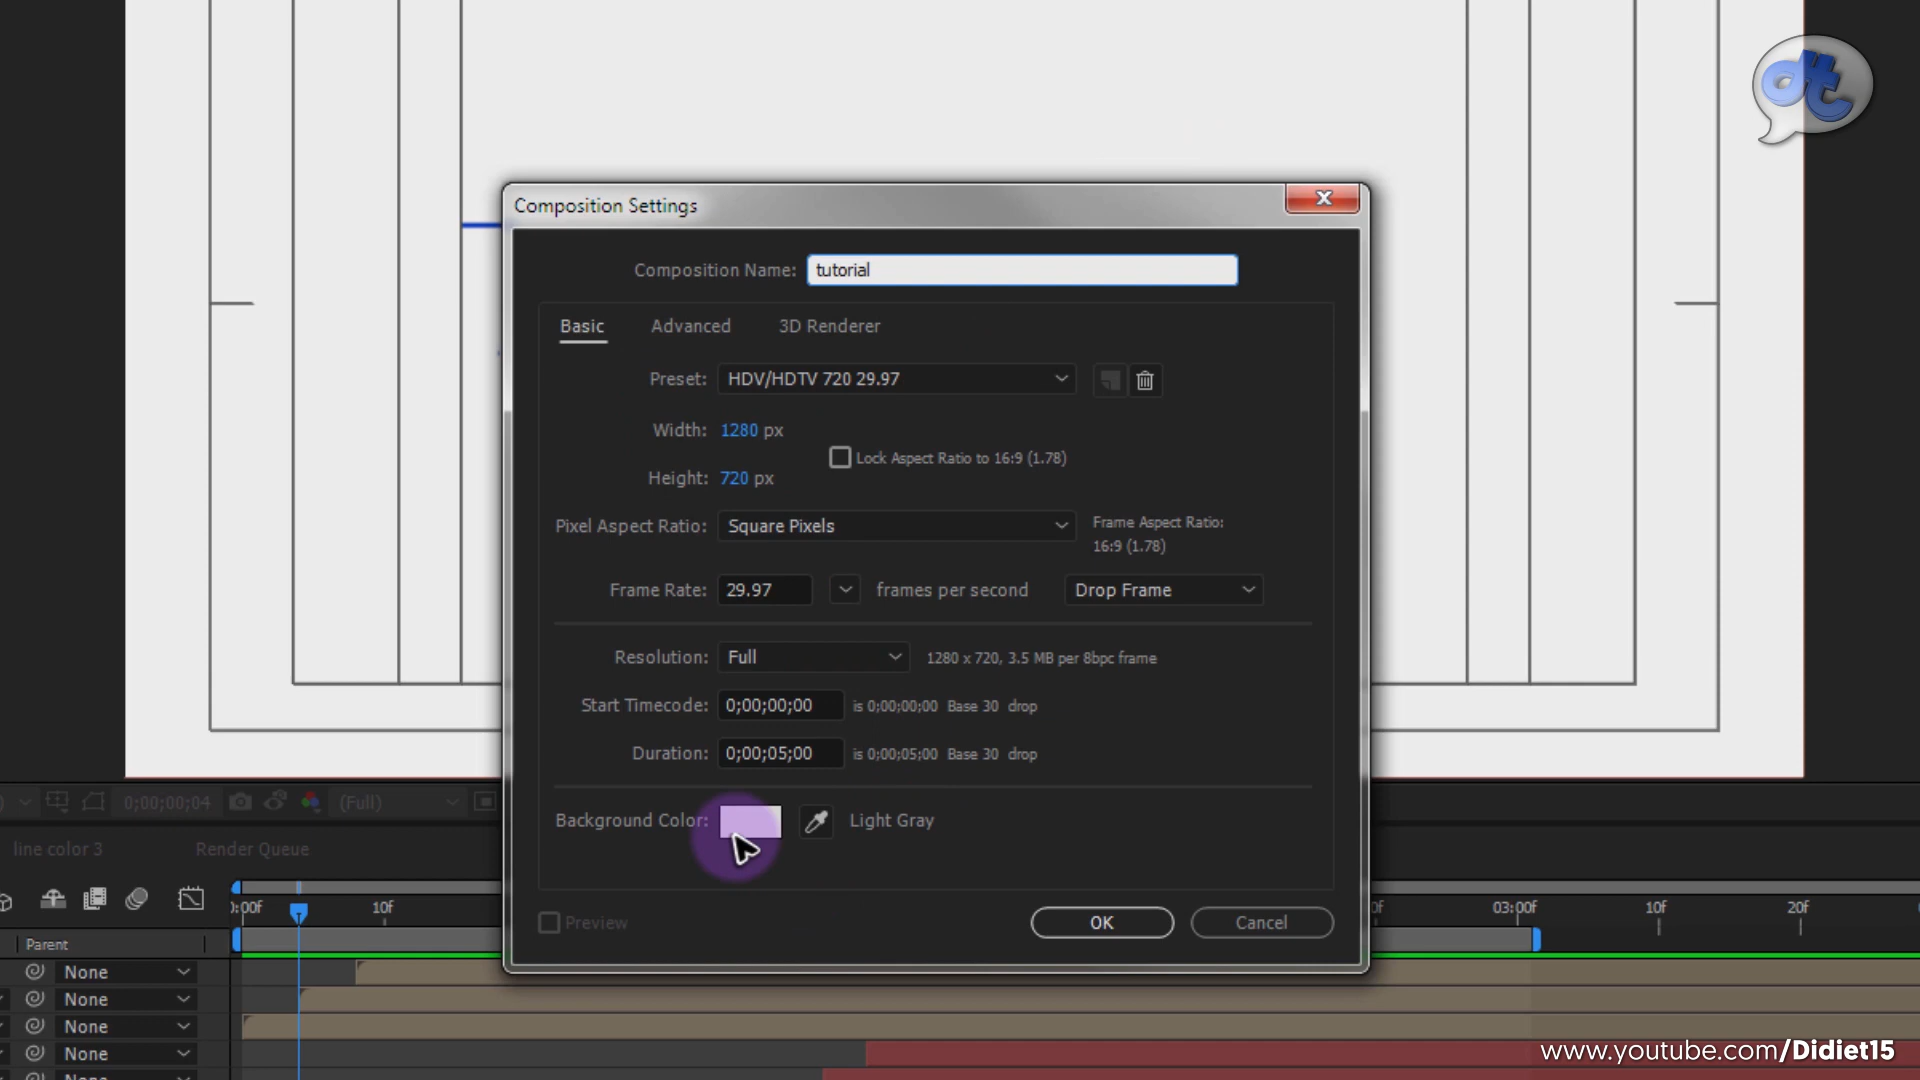 dt
Composition Settings
X
Composition Name: tutorial
Basic Advanced 3D Renderer
Preset: HDV/HDTV 720 29.97
Width: 1280 px
Lock Aspect Ratio to 16:9 (1.78)
Height: 720 px
Pixel Aspect Ratio: Square Pixels
Frame Aspect Ratio:
16:9 (1.78)
Frame Rate: 29.97 frames per second Drop Frame
Resolution: Full 1280 x 720, 3.5 MB per 8bpc frame
Start Timecode: 0;00;00;00 is 0;00;00;00 Base 30 drop
Duration: 0;00;05;00 is 0;00;05;00 Base 30 drop
Background Color: Light Gray
Preview OK Cancel
0;00;00;04 (Full)
line color 3 Render Queue
0:00f 10f 03:00f 10f 20f
Parent
None
None
None
None
www.youtube.com/Didiet15